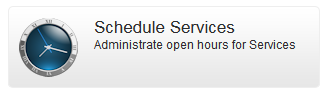 Schedule Services
Administrate open hours for Services